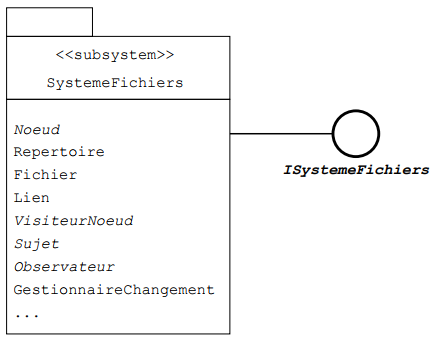 <<subsystem>>
SystemeFichiers
Noeud
Repertoire
Fichier
Lien
VisiteurNoeud
Sujet
Observateur
GestionnaireChangement
...
ISystemeFichiers